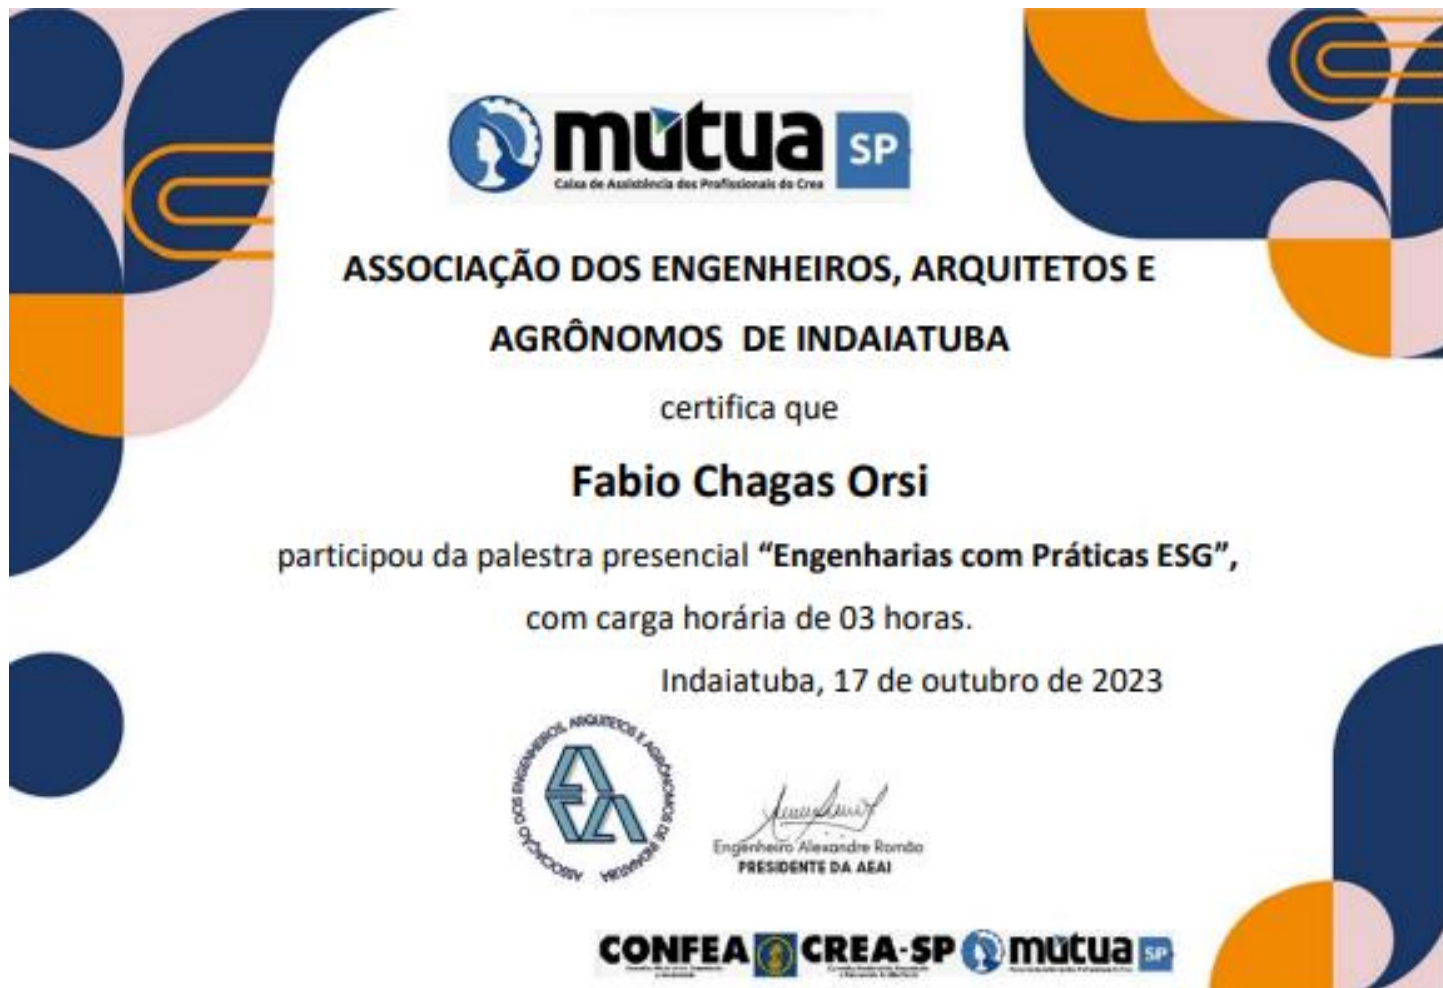 mutua SP
Caixa de Assistência dos Profissionais do Crea
ASSOCIAÇÃO DOS ENGENHEIROS, ARQUITETOS E
AGRÔNOMOS DE INDAIATUBA
certifica que
Fabio Chagas Orsi
participou da palestra presencial “Engenharias com Práticas ESG”,
com carga horária de 03 horas.
Indaiatuba, 17 de outubro de 2023
ASSOCIAÇÃO DOS ENGENHEIROS, ARQUITETOS E AGRÔNOMOS DE INDAIATUBA
AEA
Engenheiro Alexandre Romão
PRESIDENTE DA AEAI
CONFEA CREA-SP mutua SP